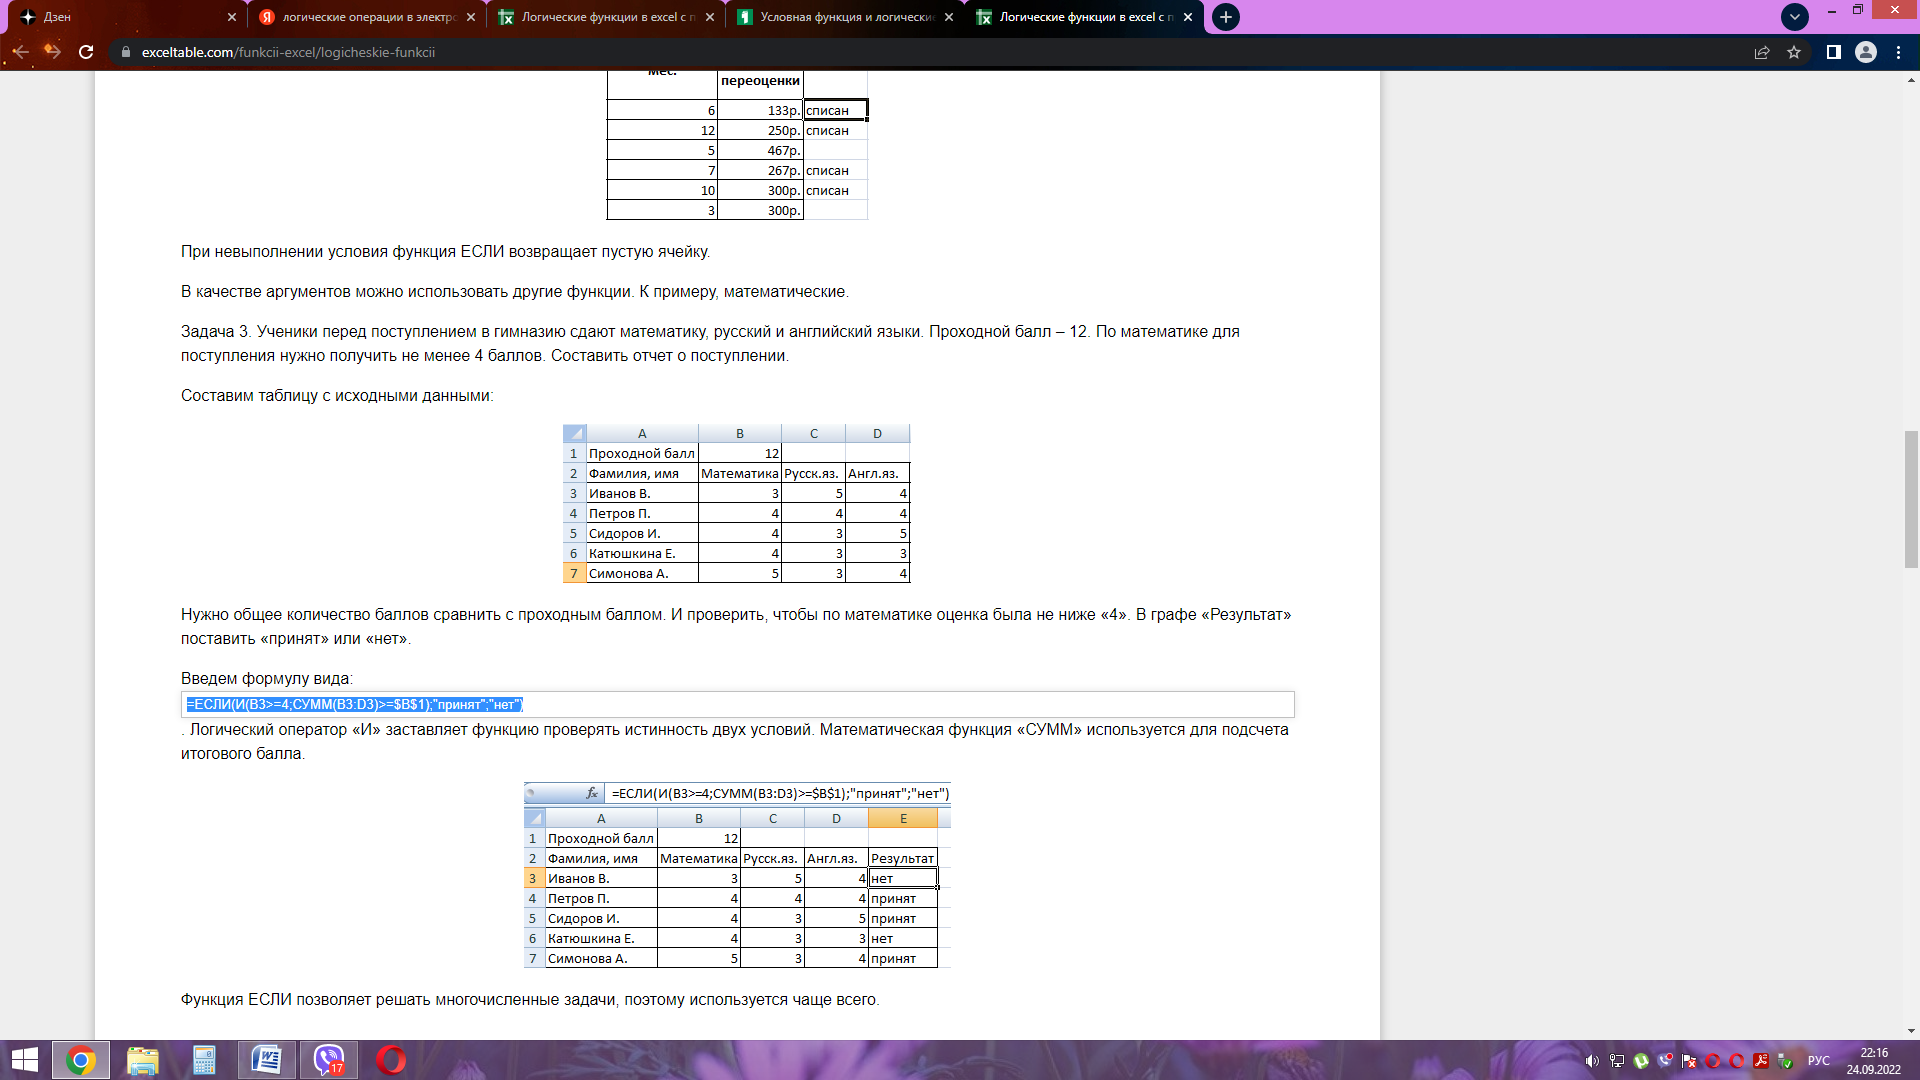 Дзен
логические операции в электро
Логические функции в excel с п
Условная функция и логические
Логические функции в excel с п
exceltable.com/funkcii-excel/logicheskie-funkcii
мес.
переоценки
6 133р. списан
12 250р. списан
5 467р.
7 267р. списан
10 300р. списан
3 300р.
При невыполнении условия функция ЕСЛИ возвращает пустую ячейку.
В качестве аргументов можно использовать другие функции. К примеру, математические.
Задача 3. Ученики перед поступлением в гимназию сдают математику, русский и английский языки. Проходной балл – 12. По математике для
поступления нужно получить не менее 4 баллов. Составить отчет о поступлении.
Составим таблицу с исходными данными:
A B C D
1 Проходной балл 12
2 Фамилия, имя Математика Русск.яз. Англ.яз.
3 Иванов В. 3 5 4
4 Петров П. 4 4 4
5 Сидоров И. 4 3 5
6 Катюшкина Е. 4 3 3
7 Симонова А. 5 3 4
Нужно общее количество баллов сравнить с проходным баллом. И проверить, чтобы по математике оценка была не ниже «4». В графе «Результат»
поставить «принят» или «нет».
Введем формулу вида:
=ЕСЛИ(И(B3>=4;СУММ(B3:D3)>=$B$1);"принят";"нет")
. Логический оператор «И» заставляет функцию проверять истинность двух условий. Математическая функция «СУММ» используется для подсчета
итогового балла.
fx =ЕСЛИ(И(B3>=4;СУММ(B3:D3)>=$B$1);"принят";"нет")
A B C D E
1 Проходной балл 12
2 Фамилия, имя Математика Русск.яз. Англ.яз. Результат
3 Иванов В. 3 5 4 нет
4 Петров П. 4 4 4 принят
5 Сидоров И. 4 3 5 принят
6 Катюшкина Е. 4 3 3 нет
7 Симонова А. 5 3 4 принят
Функция ЕСЛИ позволяет решать многочисленные задачи, поэтому используется чаще всего.
17
РУС
22:16
24.09.2022